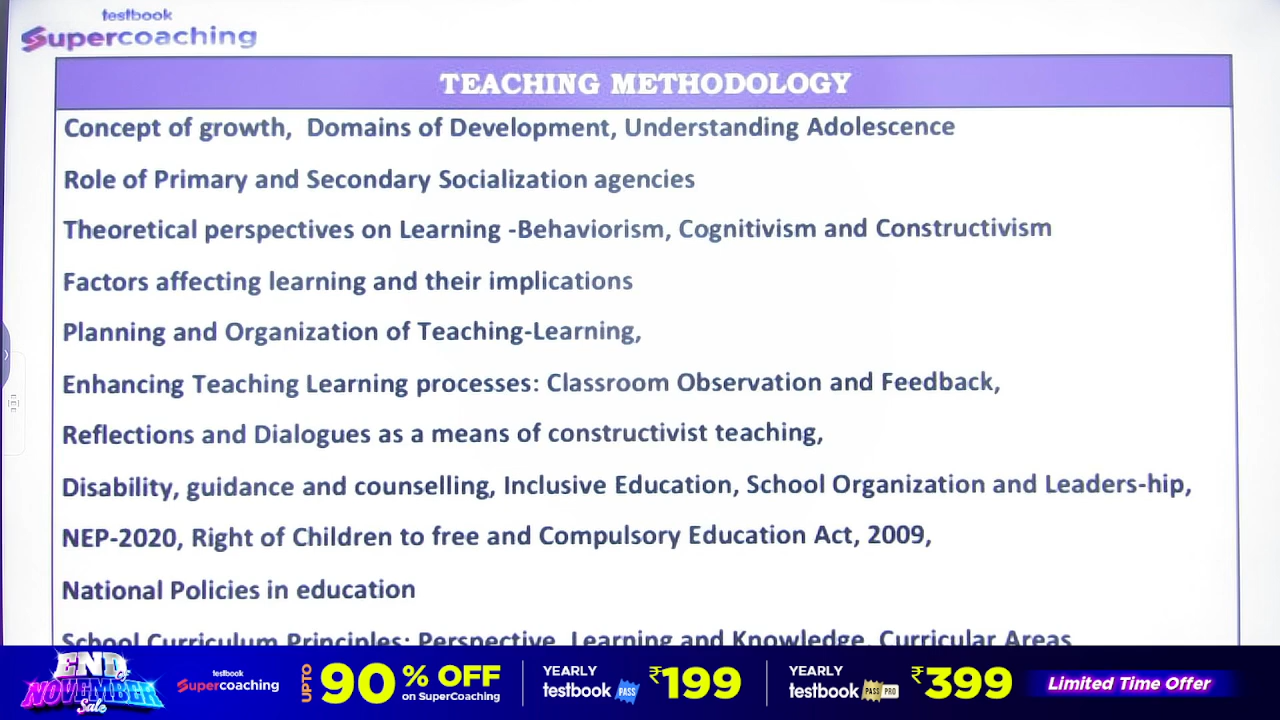 testbook
Supercoaching
TEACHING METHODOLOGY
Concept of growth, Domains of Development, Understanding Adolescence
Role of Primary and Secondary Socialization agencies
Theoretical perspectives on Learning -Behaviorism, Cognitivism and Constructivism
Factors affecting learning and their implications
Planning and Organization of Teaching-Learning,
Enhancing Teaching Learning processes: Classroom Observation and Feedback,
Reflections and Dialogues as a means of constructivist teaching,
Disability, guidance and counselling, Inclusive Education, School Organization and Leaders-hip,
NEP-2020, Right of Children to free and Compulsory Education Act, 2009,
National Policies in education
School Curriculum Principles: Perspective, Learning and Knowledge, Curricular Areas
END OF NOVEMBER Sale
testbook
Supercoaching
UPTO 90% OFF
on SuperCoaching
YEARLY
testbook PASS
₹199
YEARLY
testbook PASS PRO
₹399
Limited Time Offer